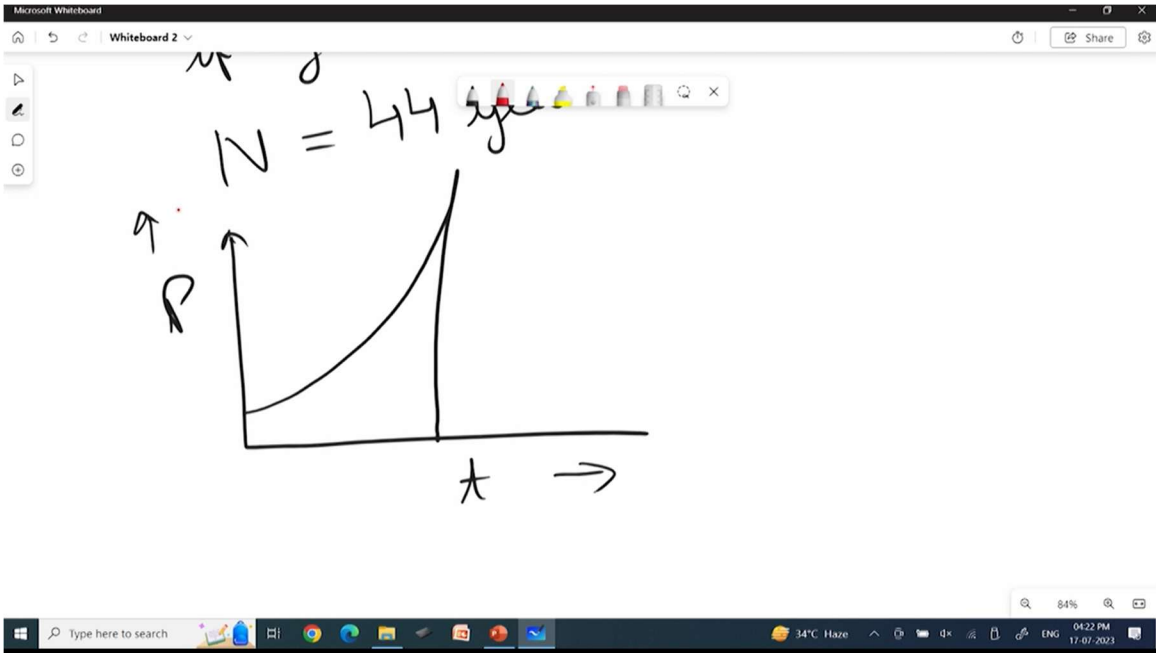 Microsoft Whiteboard
Whiteboard 2
Share
N = 44
P
t
84%
Type here to search
34°C Haze
ENG
04:22 PM
17-07-2023